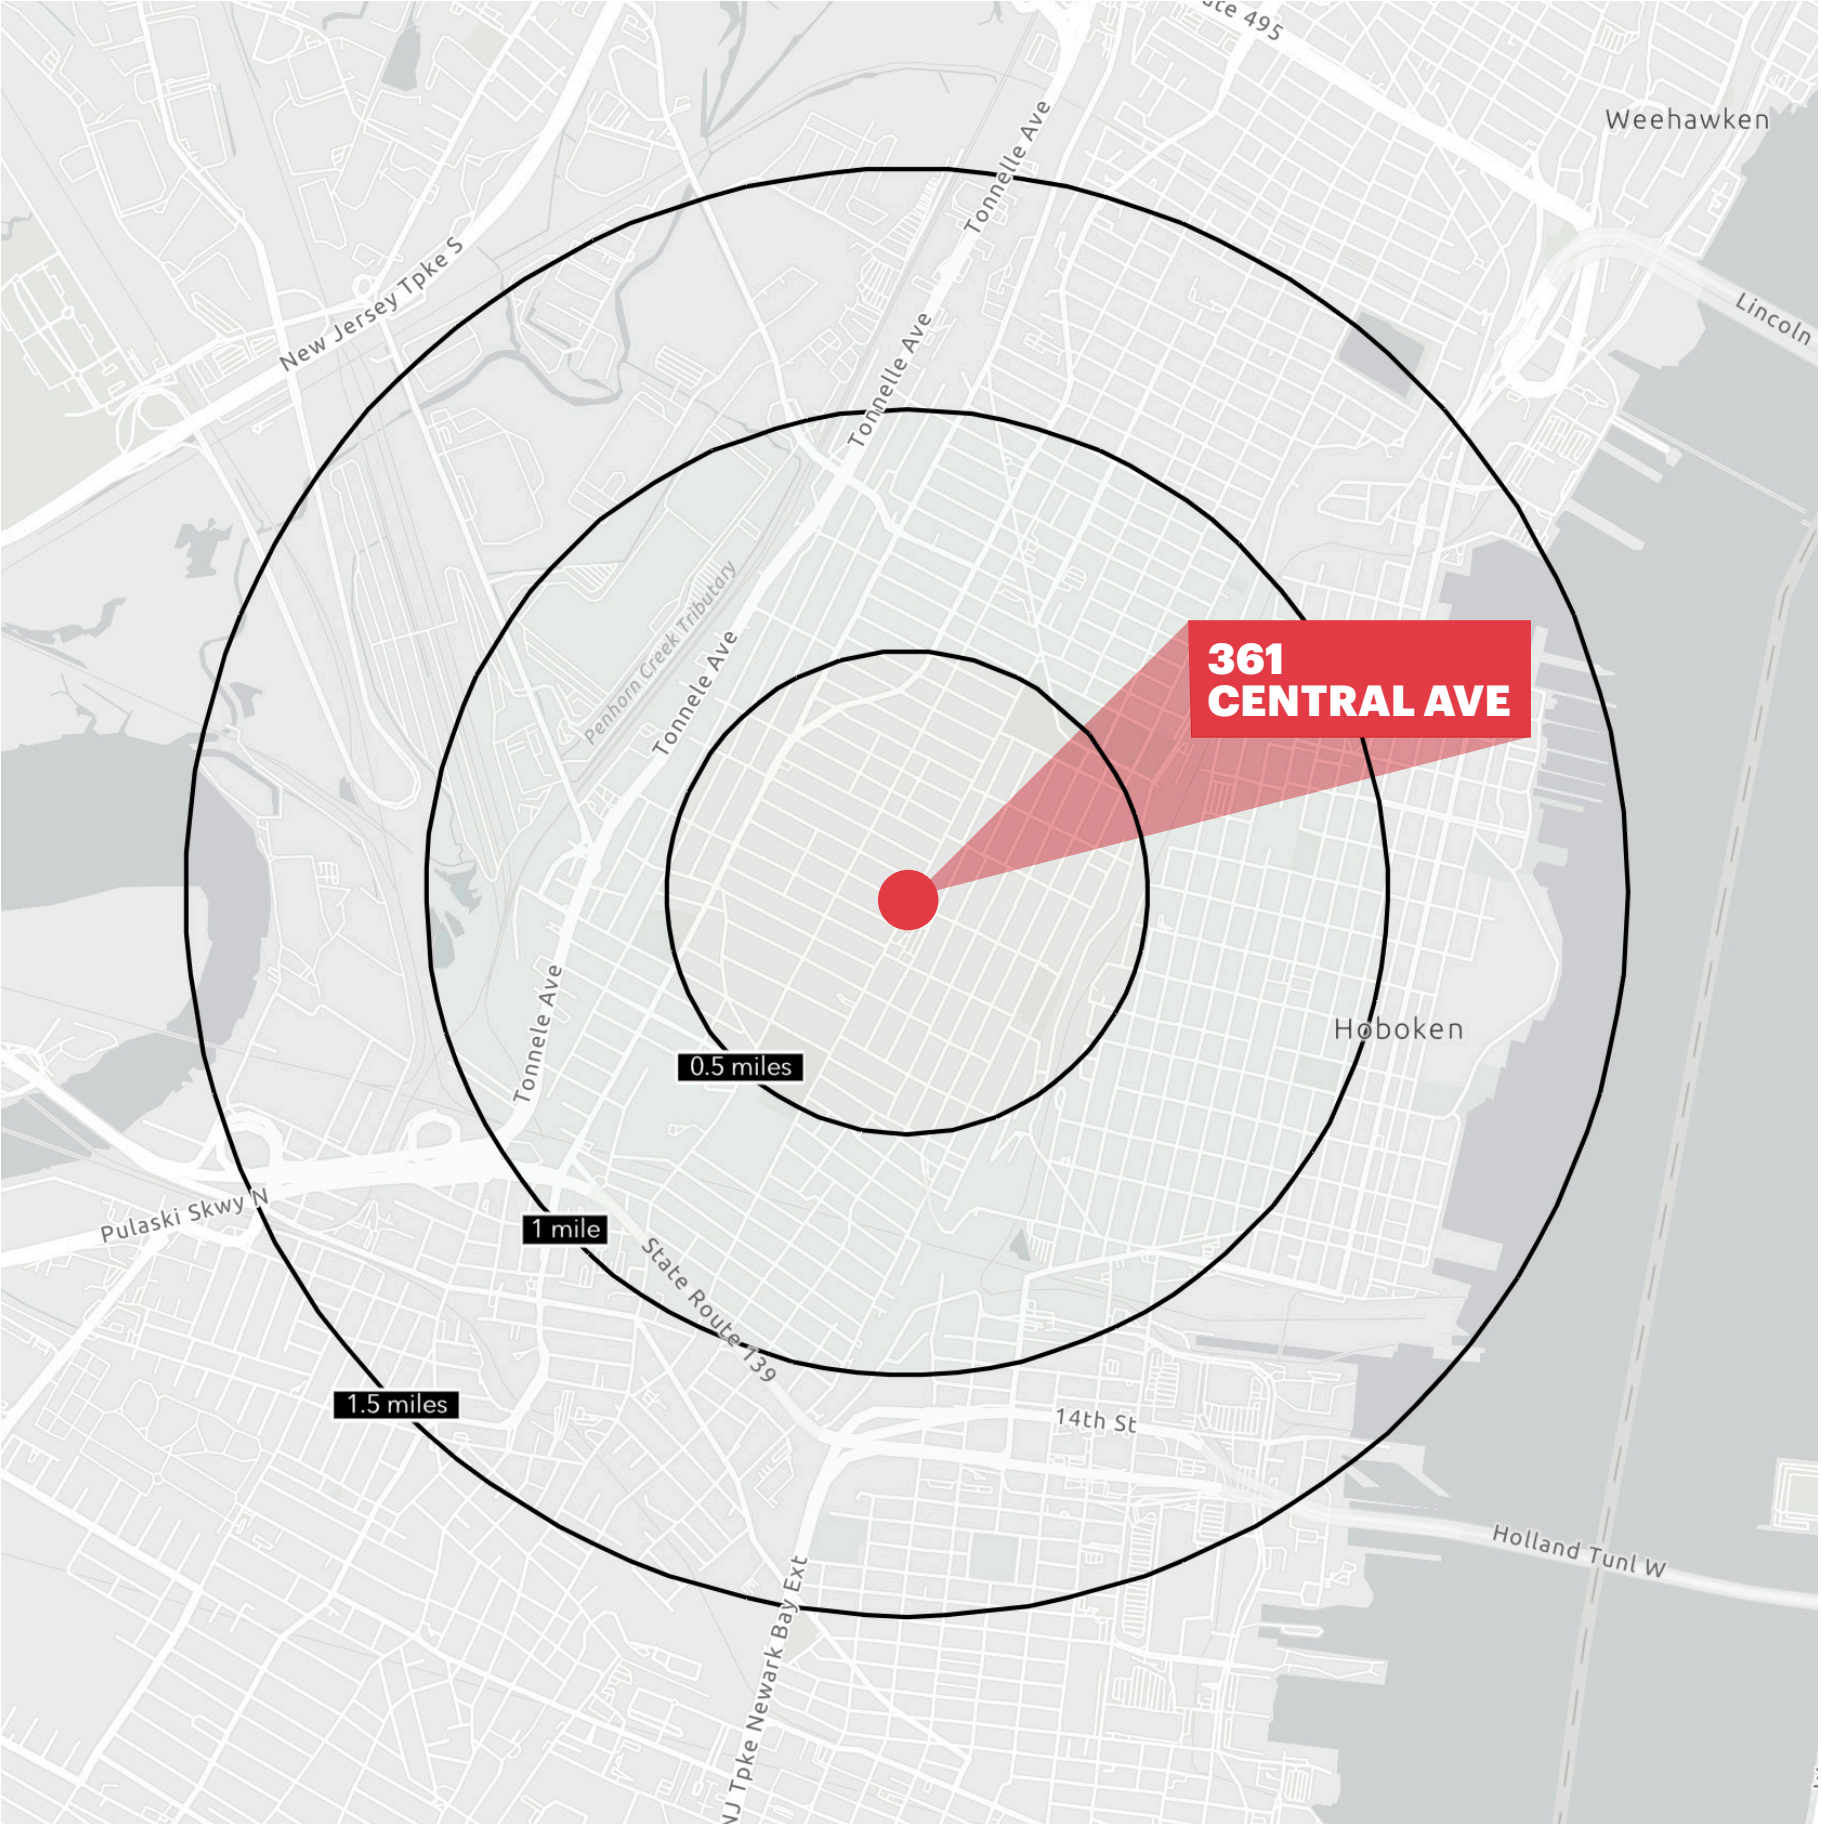 ute 495
Weehawken
Tonnelle Ave
New Jersey Tpke S
Lincoln
Tonnelle Ave
Penhorn Creek Tributary
Tonnele Ave
361
CENTRAL AVE
Tonnele Ave
Hoboken
0.5 miles
Pulaski Skwy N
1 mile
State Route 139
1.5 miles
14th St
Holland Tunl W
NJ Tpke Newark Bay Ext